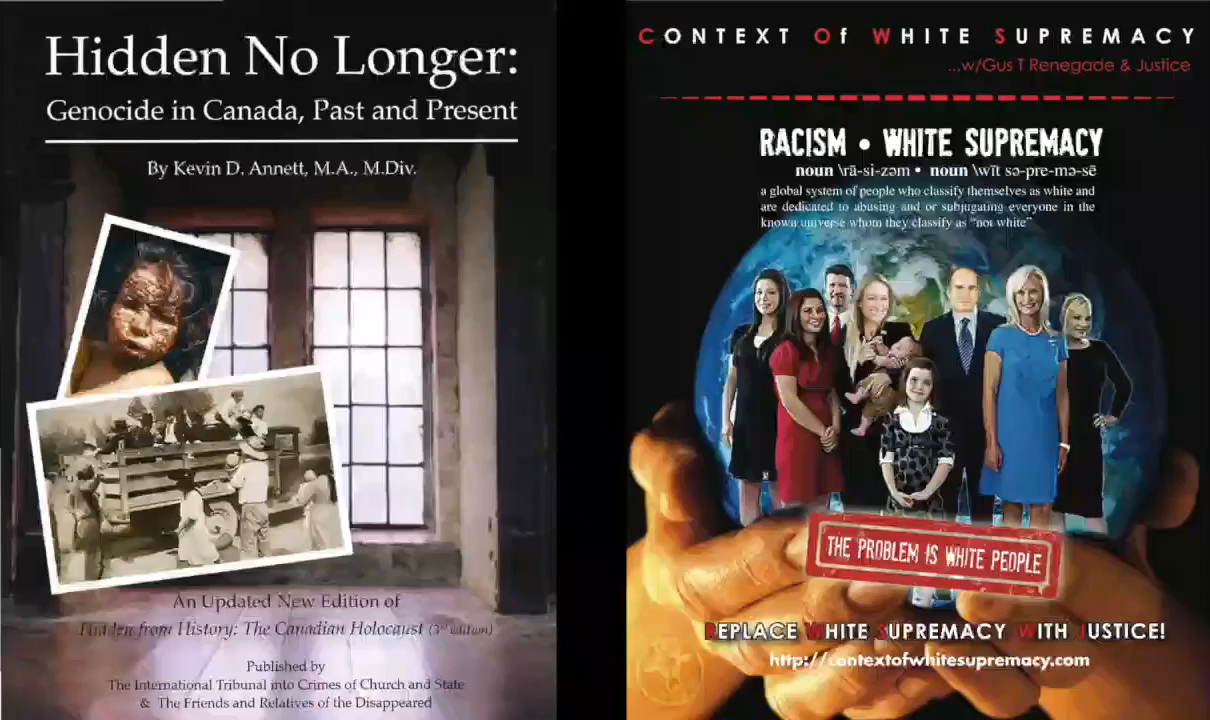 Hidden No Longer:
Genocide in Canada, Past and Present
By Kevin D. Annett, M.A., M.Div.
An Updated New Edition of
Hidden from History: The Canadian Holocaust (3rd edition)
Published by
The International Tribunal into Crimes of Church and State
& The Friends and Relatives of the Disappeared
CONTEXT Of WHITE SUPREMACY
...w/Gus T Renegade & Justice
RACISM • WHITE SUPREMACY
noun \rā-si-zəm • noun \wīt sə-pre-mə-sē
a global system of people who classify themselves as white and
are dedicated to abusing and or subjugating everyone in the
known universe whom they classify as "not white"
THE PROBLEM IS WHITE PEOPLE
REPLACE WHITE SUPREMACY WITH JUSTICE!
http://contextofwhitesupremacy.com